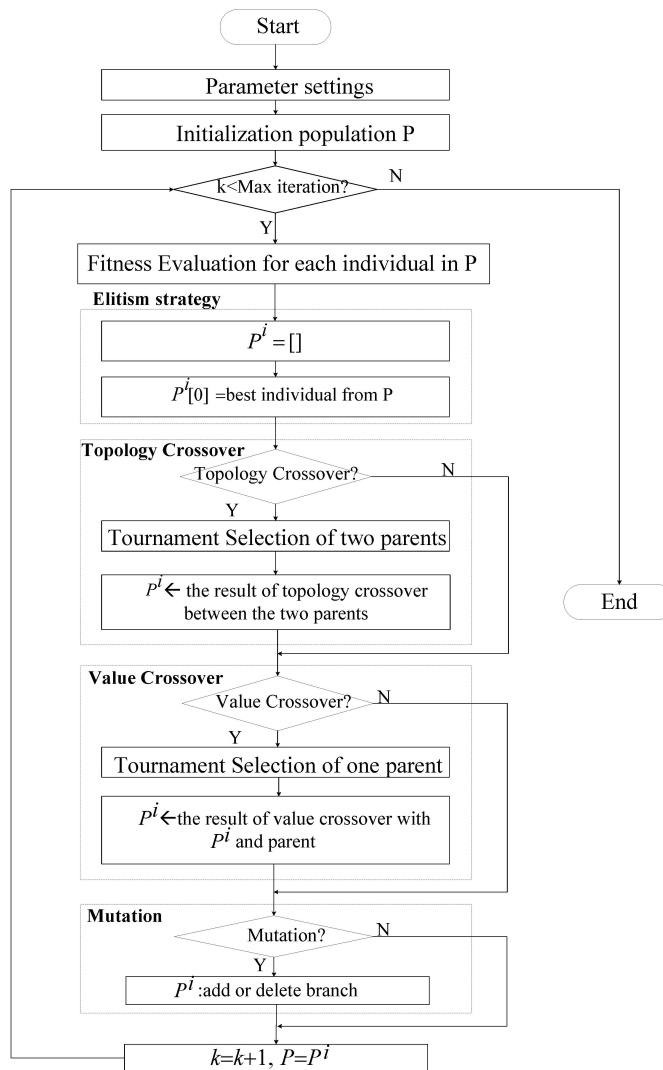 Start
Parameter settings
Initialization population P
k<Max iteration?
N
Y
Fitness Evaluation for each individual in P
Elitism strategy
P^i = []
P^i[0] =best individual from P
Topology Crossover
Topology Crossover?
N
Y
Tournament Selection of two parents
P^i ← the result of topology crossover
between the two parents
End
Value Crossover
Value Crossover?
N
Y
Tournament Selection of one parent
P^i ←the result of value crossover with
P^i and parent
Mutation
Mutation?
N
Y
P^i :add or delete branch
k=k+1, P=P^i